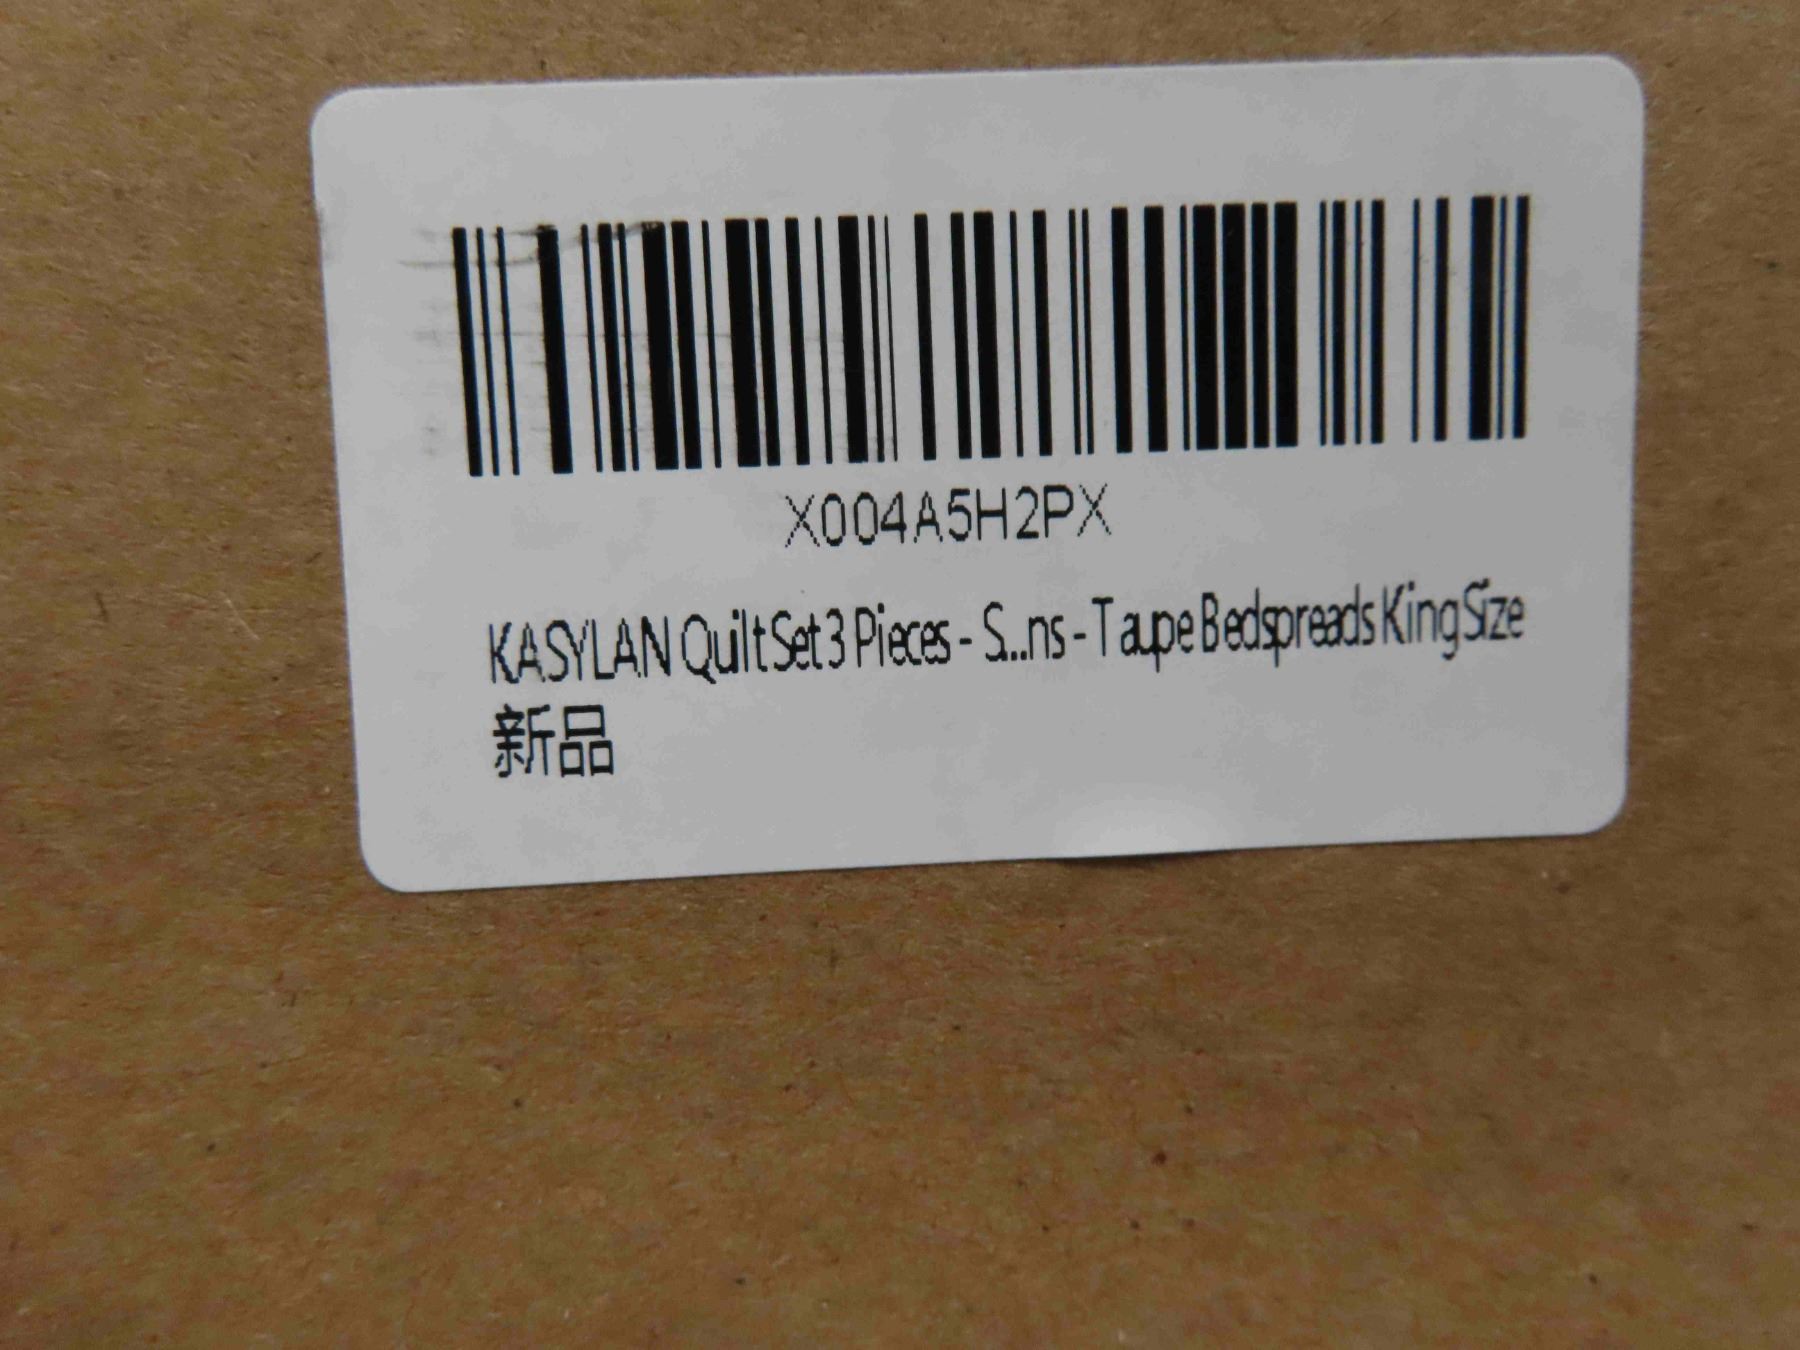 X004A5H2PX
KASYLAN Quilt Set 3 Pieces - S...ns - Taupe Bedspreads King Size
新品